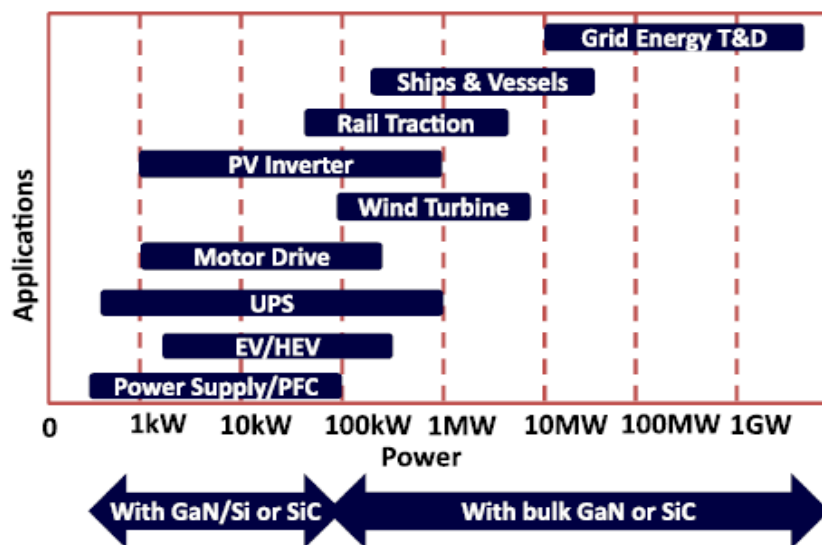 Grid Energy T&D
Ships & Vessels
Rail Traction
PV Inverter
Wind Turbine
Motor Drive
UPS
EV/HEV
Power Supply/PFC
Applications
0 1kW 10kW 100kW 1MW 10MW 100MW 1GW
Power
With GaN/Si or SiC With bulk GaN or SiC